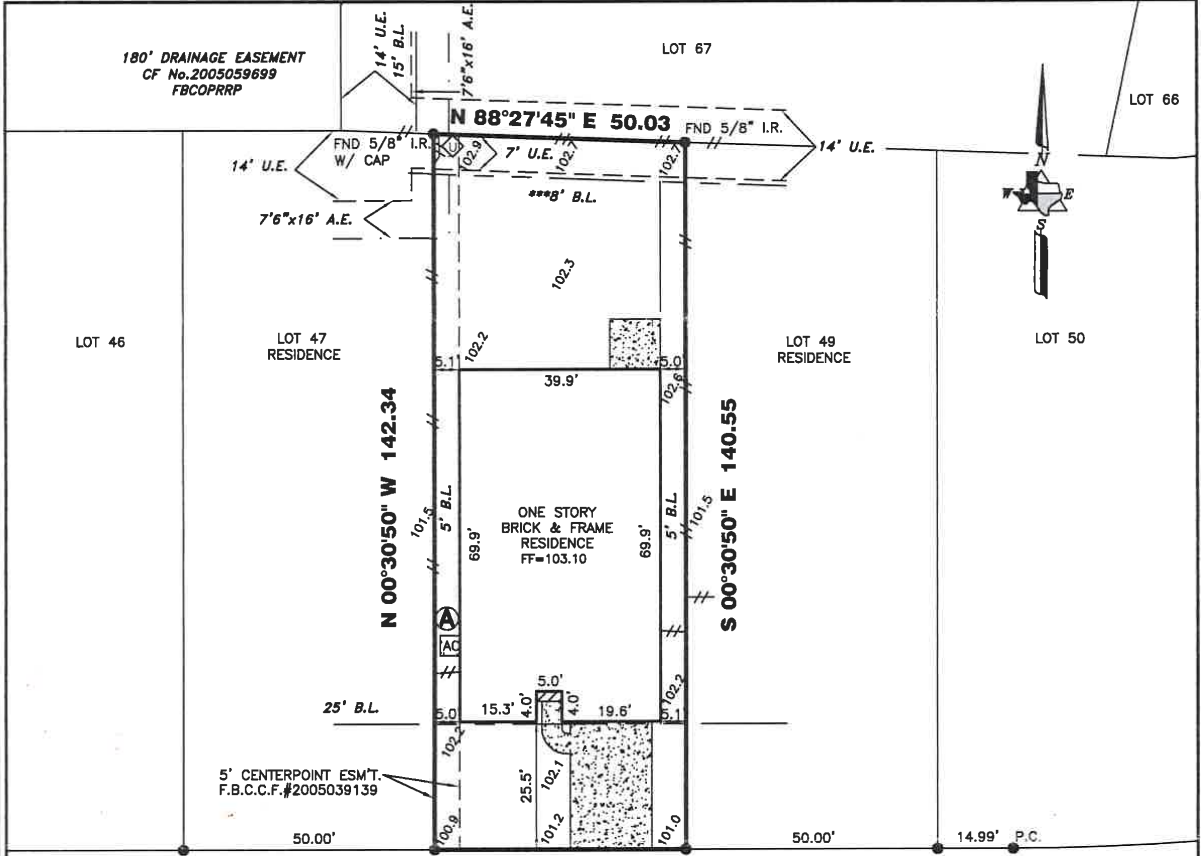 180' DRAINAGE EASEMENT
CF No.2005059699
FBCOPRRP
14' U.E.
15' B.L.
7'6"x16' A.E.
LOT 67
LOT 66
N 88°27'45" E 50.03
FND 5/8" I.R.
W/ CAP
FND 5/8" I.R.
14' U.E.
U
102.9
7' U.E.
102.7
102.7
14' U.E.
***8' B.L.
7'6"x16' A.E.
N
W
E
S
102.3
LOT 46
LOT 47
RESIDENCE
102.2
LOT 49
RESIDENCE
LOT 50
5.1
39.9'
5.0
102.6
N 00°30'50" W 142.34
S 00°30'50" E 140.55
101.5
5' B.L.
69.9'
ONE STORY
BRICK & FRAME
RESIDENCE
FF=103.10
69.9'
5' B.L.
101.5
A
AC
5.0'
25' B.L.
5.0
15.3'
4.0'
4.0'
19.6'
102.2
5.1
102.2
5' CENTERPOINT ESM'T.
F.B.C.C.F.#2005039139
25.5'
102.1
100.9
101.2
101.0
50.00'
50.00'
14.99'
P.C.